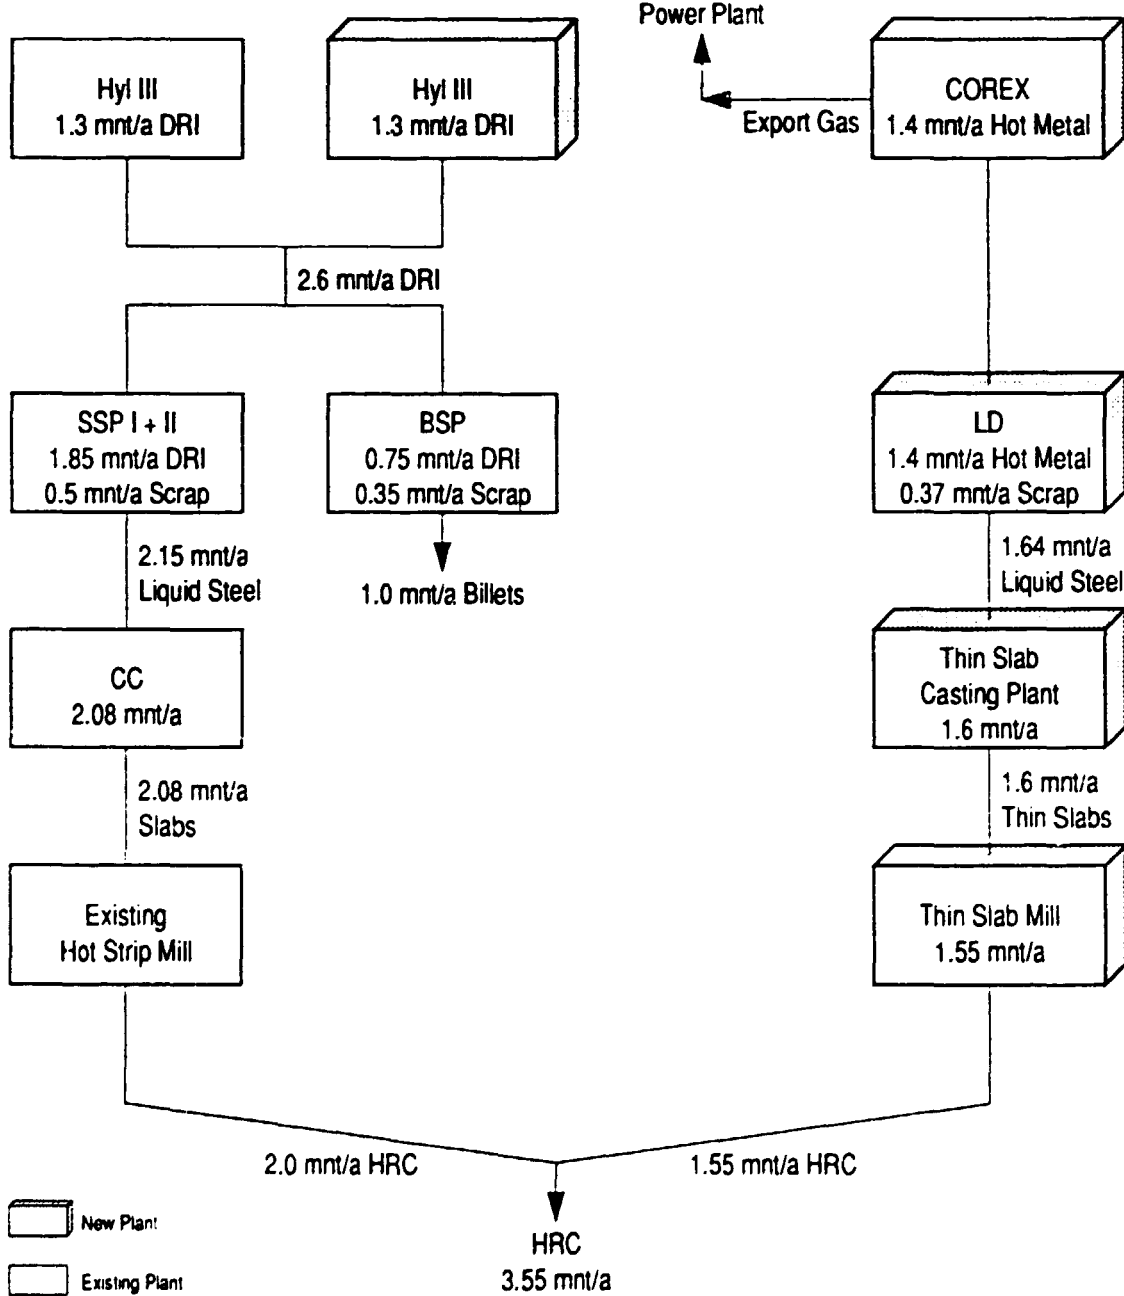 Power Plant
Hyl III
1.3 mnt/a DRI
Hyl III
1.3 mnt/a DRI
Export Gas
COREX
1.4 mnt/a Hot Metal
2.6 mnt/a DRI
SSP I + II
1.85 mnt/a DRI
0.5 mnt/a Scrap
BSP
0.75 mnt/a DRI
0.35 mnt/a Scrap
LD
1.4 mnt/a Hot Metal
0.37 mnt/a Scrap
2.15 mnt/a
Liquid Steel
1.0 mnt/a Billets
1.64 mnt/a
Liquid Steel
CC
2.08 mnt/a
Thin Slab
Casting Plant
1.6 mnt/a
2.08 mnt/a
Slabs
1.6 mnt/a
Thin Slabs
Existing
Hot Strip Mill
Thin Slab Mill
1.55 mnt/a
2.0 mnt/a HRC
1.55 mnt/a HRC
HRC
3.55 mnt/a
New Plant
Existing Plant